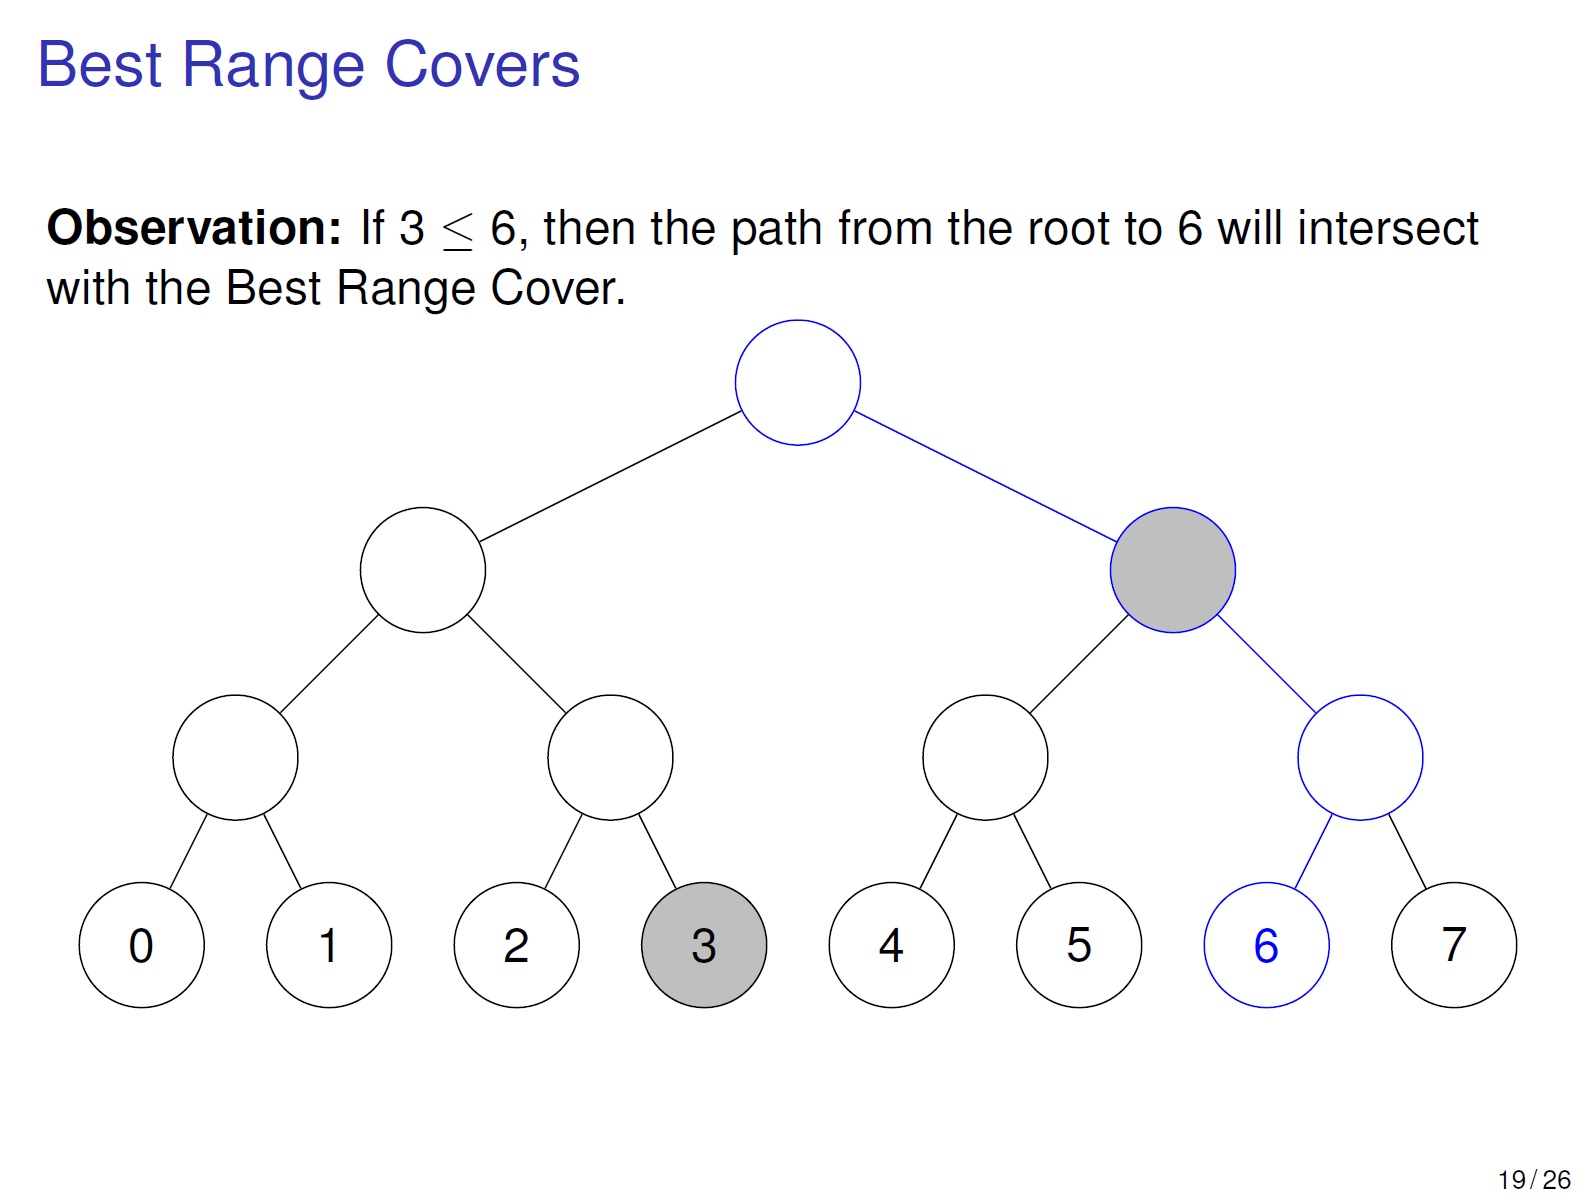 Best Range Covers
Observation: If 3 ≤ 6, then the path from the root to 6 will intersect
with the Best Range Cover.
0 1 2 3 4 5 6 7
19 / 26